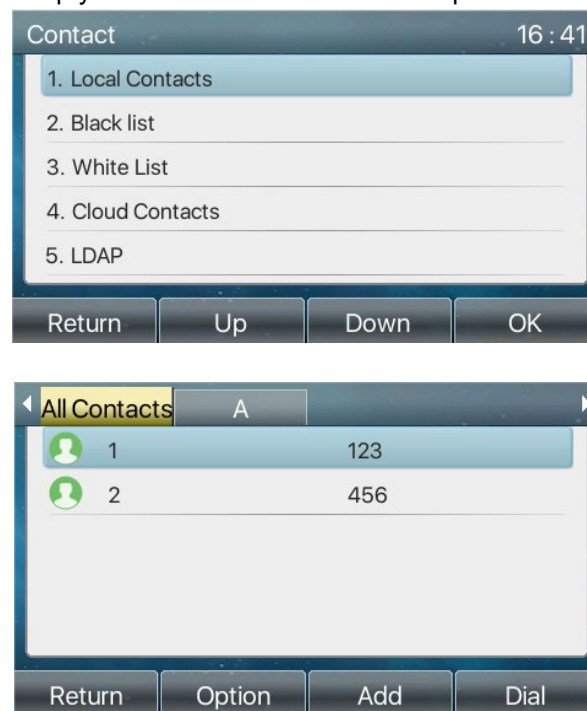 Contact 16 : 41
1. Local Contacts
2. Black list
3. White List
4. Cloud Contacts
5. LDAP
Return Up Down OK
All Contacts A
1 123
2 456
Return Option Add Dial